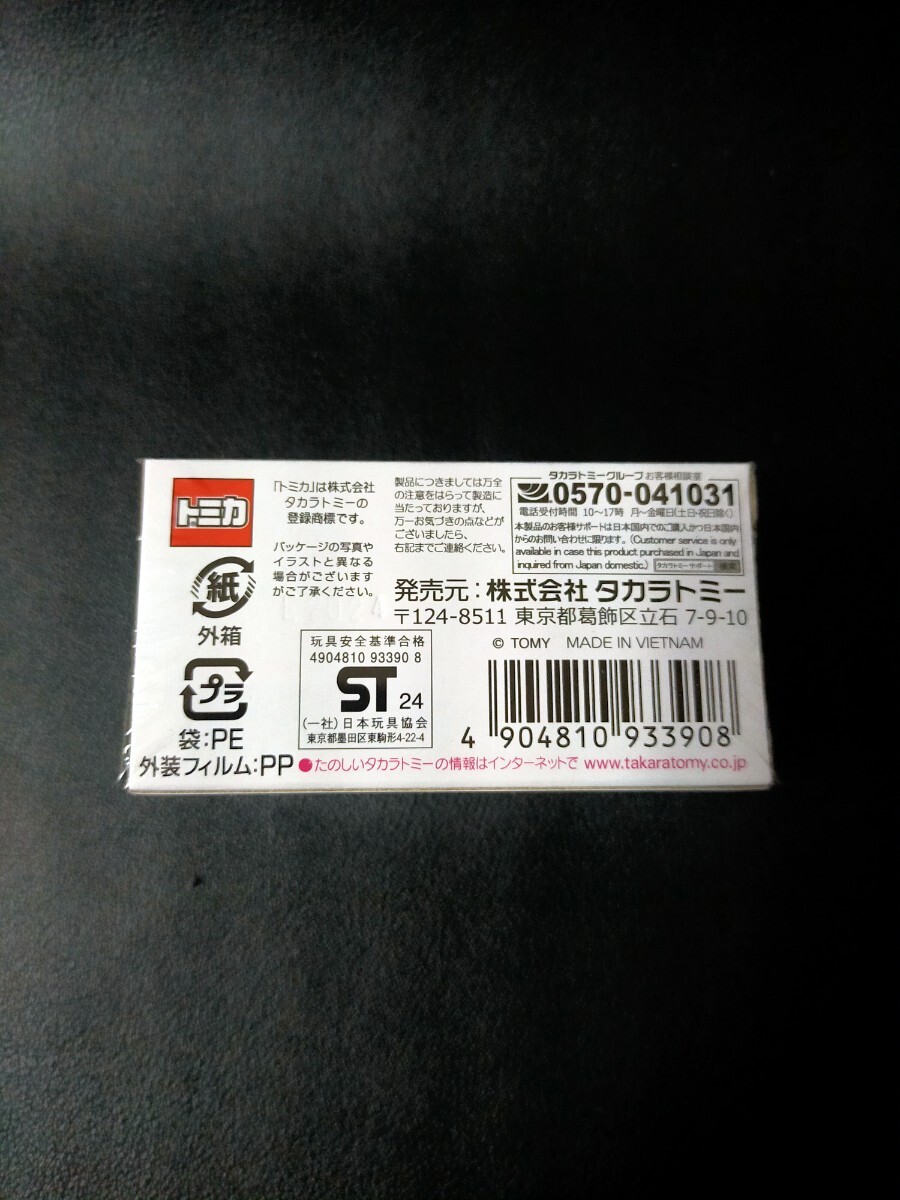 トミカ
「トミカ」は株式会社
タカラトミーの
登録商標です。
パッケージの写真や
イラストと異なる
場合がございます
がご了承ください。
製品につきましては万全
の注意をはらって製造に
当たっておりますが、
万一お気づきの点などが
ございましたら、
右記までご連絡ください。
タカラトミーグループ お客様相談室
0570-041031
電話受付時間 10〜17時 月〜金曜日(土・日・祝日除く)
本製品のお客様サポートは日本国内でのご購入かつ日本国内
からのお問い合わせに限ります。(Customer service is only
available in case this product purchased in Japan and
inquired from Japan domestic.) タカラトミーサポート 検索
発売元:株式会社 タカラトミー
〒124-8511 東京都葛飾区立石 7-9-10
© TOMY MADE IN VIETNAM
紙
外箱
プラ
袋:PE
外装フィルム:PP
玩具安全基準合格
4904810 93390 8
ST 24
(一社)日本玩具協会
東京都墨田区東駒形4-22-4
4 904810 933908
●たのしいタカラトミーの情報はインターネットで www.takaratomy.co.jp